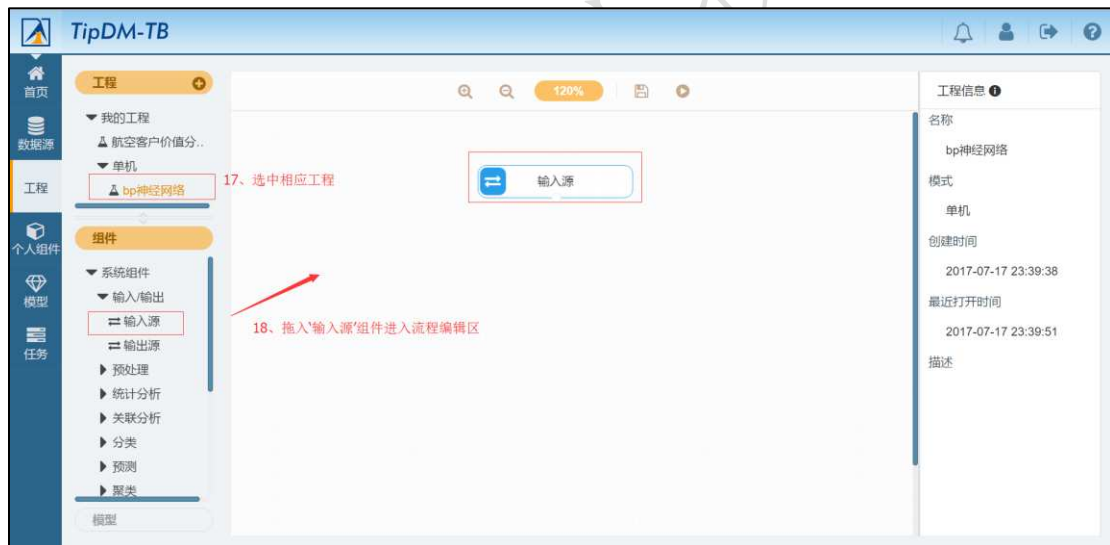 TipDM-TB
首页
数据源
工程
个人组件
模型
任务
工程
我的工程
航空客户价值分..
单机
bp神经网络
17、选中相应工程
组件
系统组件
输入/输出
输入源
输出源
预处理
统计分析
关联分析
分类
预测
聚类
模型
120%
输入源
18、拖入'输入源'组件进入流程编辑区
工程信息
名称
bp神经网络
模式
单机
创建时间
2017-07-17 23:39:38
最近打开时间
2017-07-17 23:39:51
描述